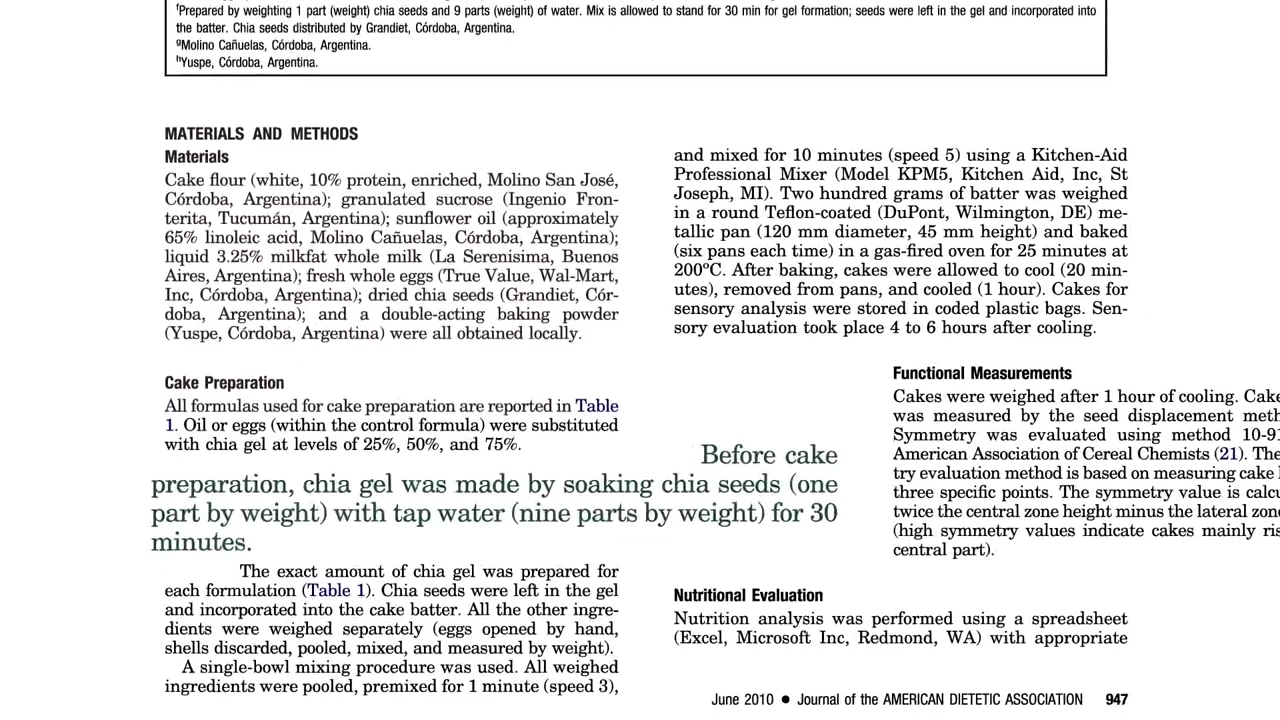 fPrepared by weighting 1 part (weight) chia seeds and 9 parts (weight) of water. Mix is allowed to stand for 30 min for gel formation; seeds were left in the gel and incorporated into
the batter. Chia seeds distributed by Grandiet, Córdoba, Argentina.
gMolino Cañuelas, Córdoba, Argentina.
hYuspe, Córdoba, Argentina.
MATERIALS AND METHODS
Materials
Cake flour (white, 10% protein, enriched, Molino San José,
Córdoba, Argentina); granulated sucrose (Ingenio Fron-
terita, Tucumán, Argentina); sunflower oil (approximately
65% linoleic acid, Molino Cañuelas, Córdoba, Argentina);
liquid 3.25% milkfat whole milk (La Serenisima, Buenos
Aires, Argentina); fresh whole eggs (True Value, Wal-Mart,
Inc, Córdoba, Argentina); dried chia seeds (Grandiet, Cór-
doba, Argentina); and a double-acting baking powder
(Yuspe, Córdoba, Argentina) were all obtained locally.
Cake Preparation
All formulas used for cake preparation are reported in Table
1. Oil or eggs (within the control formula) were substituted
with chia gel at levels of 25%, 50%, and 75%.
Before cake
preparation, chia gel was made by soaking chia seeds (one
part by weight) with tap water (nine parts by weight) for 30
minutes.
The exact amount of chia gel was prepared for
each formulation (Table 1). Chia seeds were left in the gel
and incorporated into the cake batter. All the other ingre-
dients were weighed separately (eggs opened by hand,
shells discarded, pooled, mixed, and measured by weight).
A single-bowl mixing procedure was used. All weighed
ingredients were pooled, premixed for 1 minute (speed 3),
and mixed for 10 minutes (speed 5) using a Kitchen-Aid
Professional Mixer (Model KPM5, Kitchen Aid, Inc, St
Joseph, MI). Two hundred grams of batter was weighed
in a round Teflon-coated (DuPont, Wilmington, DE) me-
tallic pan (120 mm diameter, 45 mm height) and baked
(six pans each time) in a gas-fired oven for 25 minutes at
200ºC. After baking, cakes were allowed to cool (20 min-
utes), removed from pans, and cooled (1 hour). Cakes for
sensory analysis were stored in coded plastic bags. Sen-
sory evaluation took place 4 to 6 hours after cooling.
Functional Measurements
Cakes were weighed after 1 hour of cooling. Cake
was measured by the seed displacement meth
Symmetry was evaluated using method 10-91
American Association of Cereal Chemists (21). The
try evaluation method is based on measuring cake
three specific points. The symmetry value is calcu
twice the central zone height minus the lateral zone
(high symmetry values indicate cakes mainly ris
central part).
Nutritional Evaluation
Nutrition analysis was performed using a spreadsheet
(Excel, Microsoft Inc, Redmond, WA) with appropriate
June 2010 ● Journal of the AMERICAN DIETETIC ASSOCIATION 947